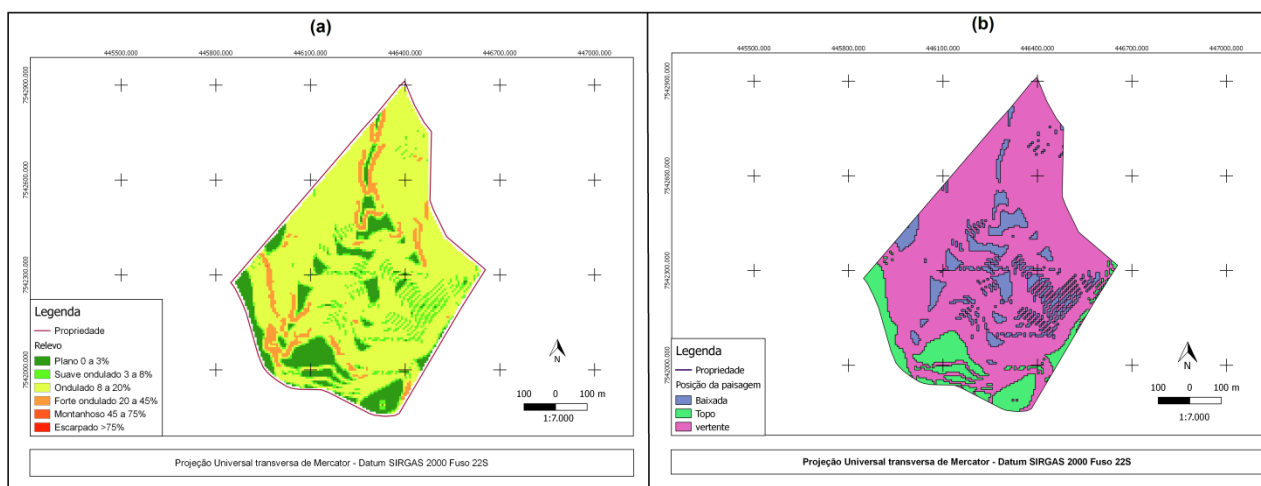 (a)
445500.000 445800.000 446100.000 446400.000 446700.000 447000.000
7542900.000
7542600.000
7542300.000
7542000.000
Legenda
Propriedade
Relevo
Plano 0 a 3%
Suave ondulado 3 a 8%
Ondulado 8 a 20%
Forte ondulado 20 a 45%
Montanhoso 45 a 75%
Escarpado >75%
N
100 0 100 m
1:7.000
Projeção Universal transversa de Mercator - Datum SIRGAS 2000 Fuso 22S
(b)
445500.000 445800.000 446100.000 446400.000 446700.000 447000.000
7542900.000
7542600.000
7542300.000
7542000.000
Legenda
Propriedade
Posição da paisagem
Baixada
Topo
vertente
N
100 0 100 m
1:7.000
Projeção Universal transversa de Mercator - Datum SIRGAS 2000 Fuso 22S